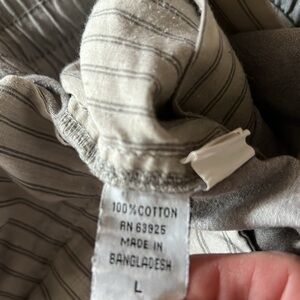 100%COTTON
RN 63925
MADE IN
BANGLADESH
L